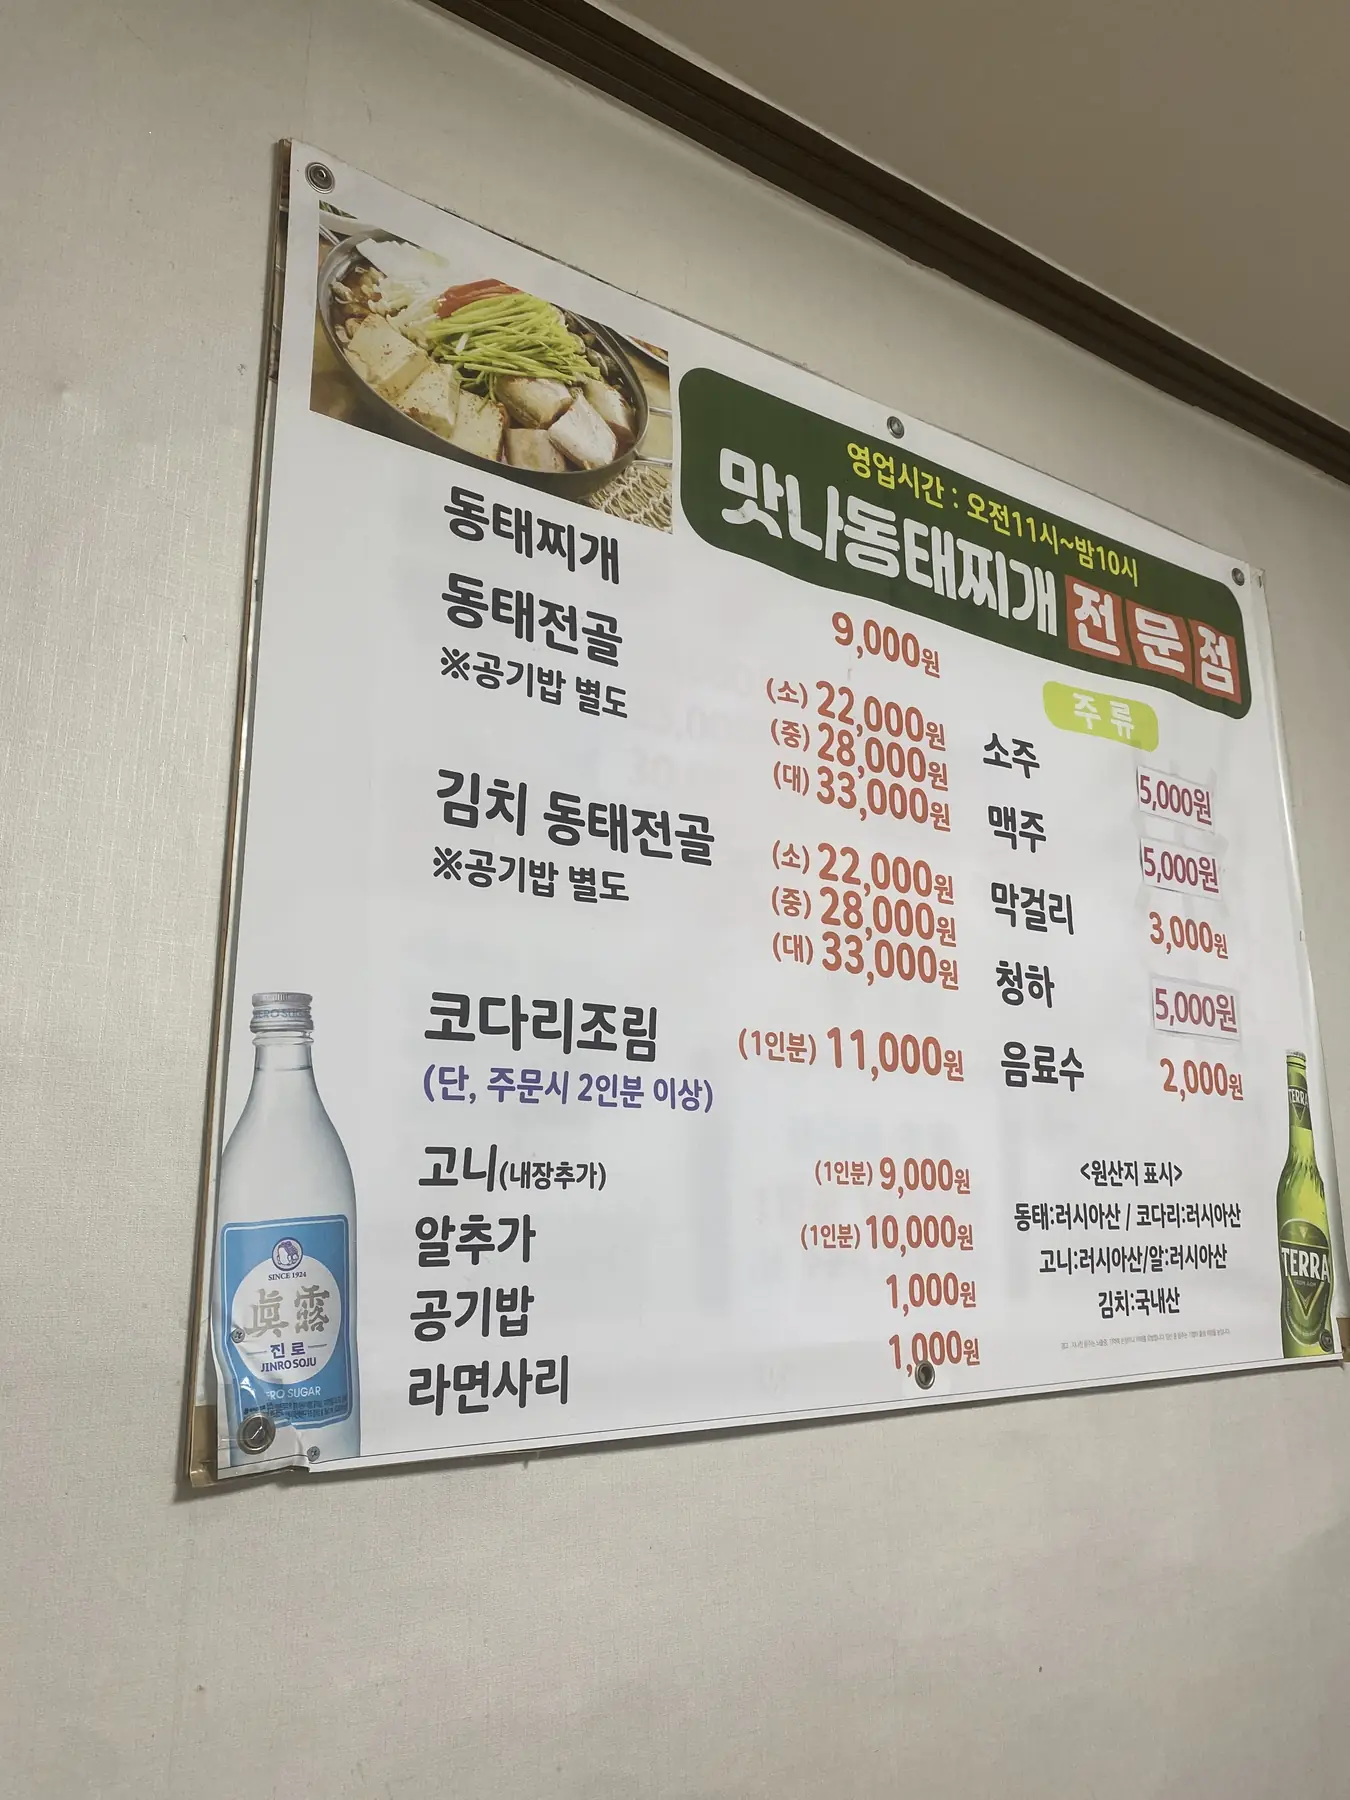 영업시간 : 오전11시~밤10시
맛나동태찌개 전문점
동태찌개 9,000원
동태전골 (소) 22,000원
※공기밥 별도 (중) 28,000원
(대) 33,000원
김치 동태전골 (소) 22,000원
※공기밥 별도 (중) 28,000원
(대) 33,000원
코다리조림 (1인분) 11,000원
(단, 주문시 2인분 이상)
고니(내장추가) (1인분) 9,000원
알추가 (1인분) 10,000원
공기밥 1,000원
라면사리 1,000원
주류
소주 5,000원
맥주 5,000원
막걸리 3,000원
청하 5,000원
음료수 2,000원
<원산지 표시>
동태:러시아산 / 코다리:러시아산
고니:러시아산/알:러시아산
김치:국내산
SINCE 1924
眞露
진로
JINRO SOJU
ZERO SUGAR
TERRA
TERRA